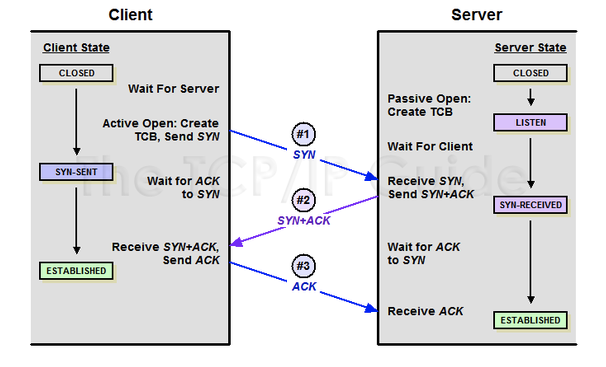 Client
Server
Client State
CLOSED
Wait For Server
Active Open: Create
TCB, Send SYN
SYN-SENT
Wait for ACK
to SYN
Receive SYN+ACK,
Send ACK
ESTABLISHED
#1
SYN
#2
SYN+ACK
#3
ACK
Server State
CLOSED
Passive Open:
Create TCB
LISTEN
Wait For Client
Receive SYN,
Send SYN+ACK
SYN-RECEIVED
Wait for ACK
to SYN
Receive ACK
ESTABLISHED
The TCP/IP Guide